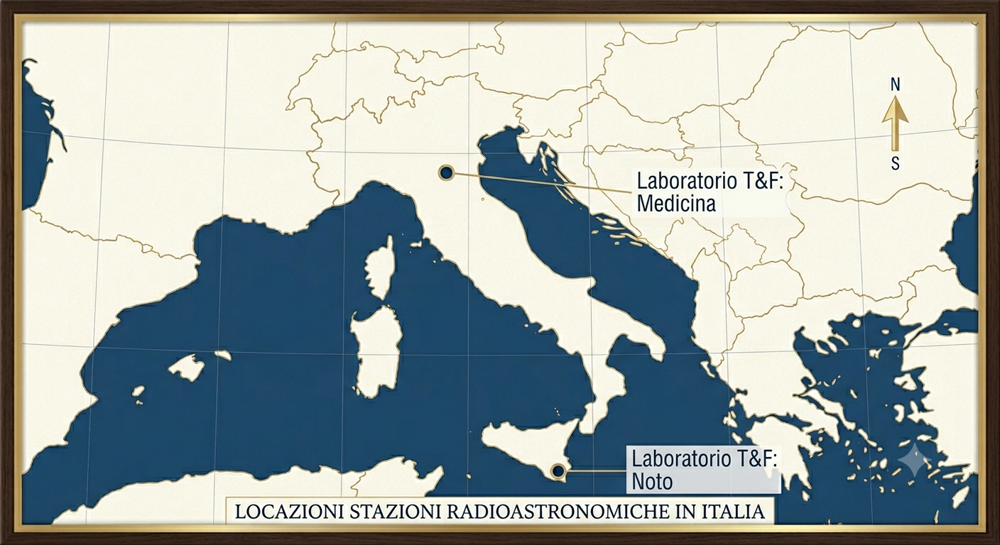 N
S
Laboratorio T&F:
Medicina
Laboratorio T&F:
Noto
LOCAZIONI STAZIONI RADIOASTRONOMICHE IN ITALIA